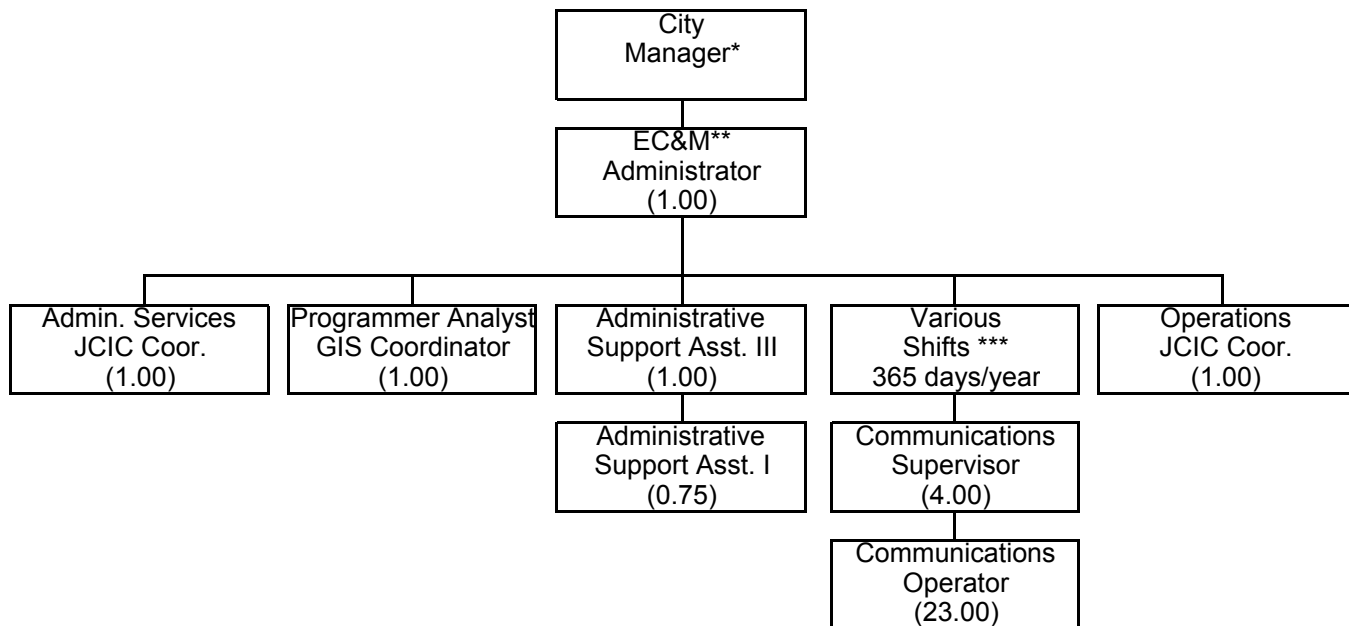 City
Manager*
EC&M**
Administrator
(1.00)
Admin. Services
JCIC Coor.
(1.00)
Programmer Analyst
GIS Coordinator
(1.00)
Administrative
Support Asst. III
(1.00)
Various
Shifts ***
365 days/year
Operations
JCIC Coor.
(1.00)
Administrative
Support Asst. I
(0.75)
Communications
Supervisor
(4.00)
Communications
Operator
(23.00)